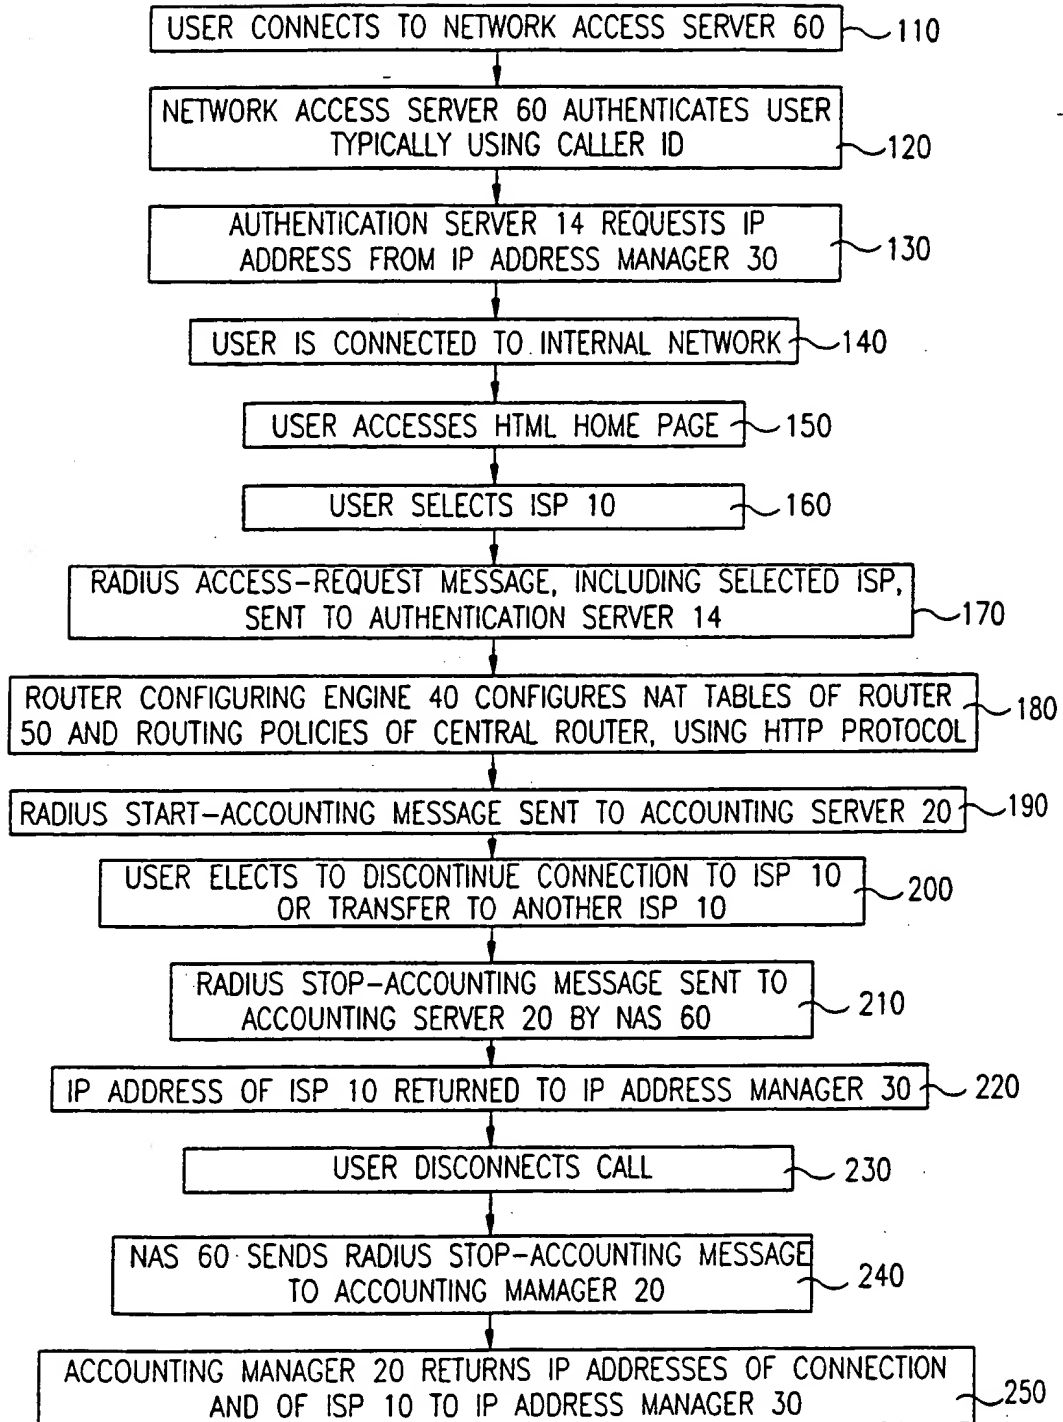 USER CONNECTS TO NETWORK ACCESS SERVER 60
110
NETWORK ACCESS SERVER 60 AUTHENTICATES USER
TYPICALLY USING CALLER ID
120
AUTHENTICATION SERVER 14 REQUESTS IP
ADDRESS FROM IP ADDRESS MANAGER 30
130
USER IS CONNECTED TO INTERNAL NETWORK
140
USER ACCESSES HTML HOME PAGE
150
USER SELECTS ISP 10
160
RADIUS ACCESS-REQUEST MESSAGE, INCLUDING SELECTED ISP,
SENT TO AUTHENTICATION SERVER 14
170
ROUTER CONFIGURING ENGINE 40 CONFIGURES NAT TABLES OF ROUTER
50 AND ROUTING POLICIES OF CENTRAL ROUTER, USING HTTP PROTOCOL
180
RADIUS START-ACCOUNTING MESSAGE SENT TO ACCOUNTING SERVER 20
190
USER ELECTS TO DISCONTINUE CONNECTION TO ISP 10
OR TRANSFER TO ANOTHER ISP 10
200
RADIUS STOP-ACCOUNTING MESSAGE SENT TO
ACCOUNTING SERVER 20 BY NAS 60
210
IP ADDRESS OF ISP 10 RETURNED TO IP ADDRESS MANAGER 30
220
USER DISCONNECTS CALL
230
NAS 60 SENDS RADIUS STOP-ACCOUNTING MESSAGE
TO ACCOUNTING MAMAGER 20
240
ACCOUNTING MANAGER 20 RETURNS IP ADDRESSES OF CONNECTION
AND OF ISP 10 TO IP ADDRESS MANAGER 30
250